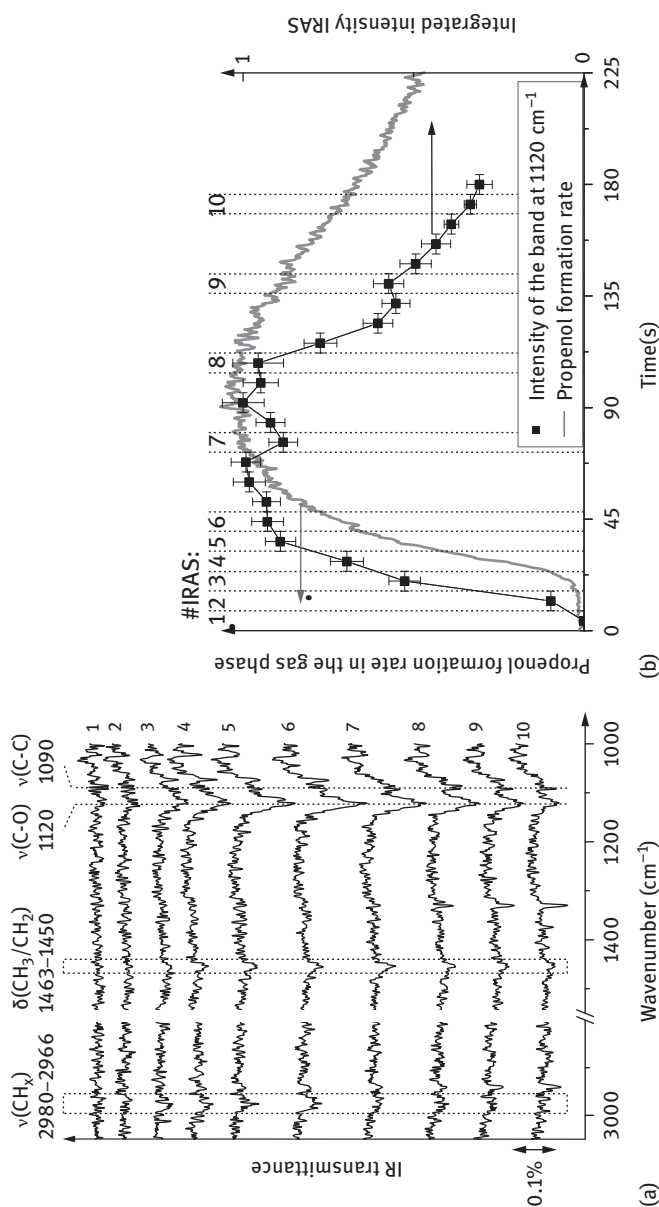 ν(CHₓ)
2980–2966
δ(CH₃/CH₂)
1463–1450
ν(C-O)
1120
ν(C-C)
1090
IR transmittance
0.1%
1
2
3
4
5
6
7
8
9
10
3000
1400
1200
1000
Wavenumber (cm⁻¹)
(a)
#IRAS:
1 2 3 4 5 6 7 8 9 10
Propenol formation rate in the gas phase
Integrated intensity IRAS
1
0
Intensity of the band at 1120 cm⁻¹
Propenol formation rate
0 45 90 135 180 225
Time(s)
(b)